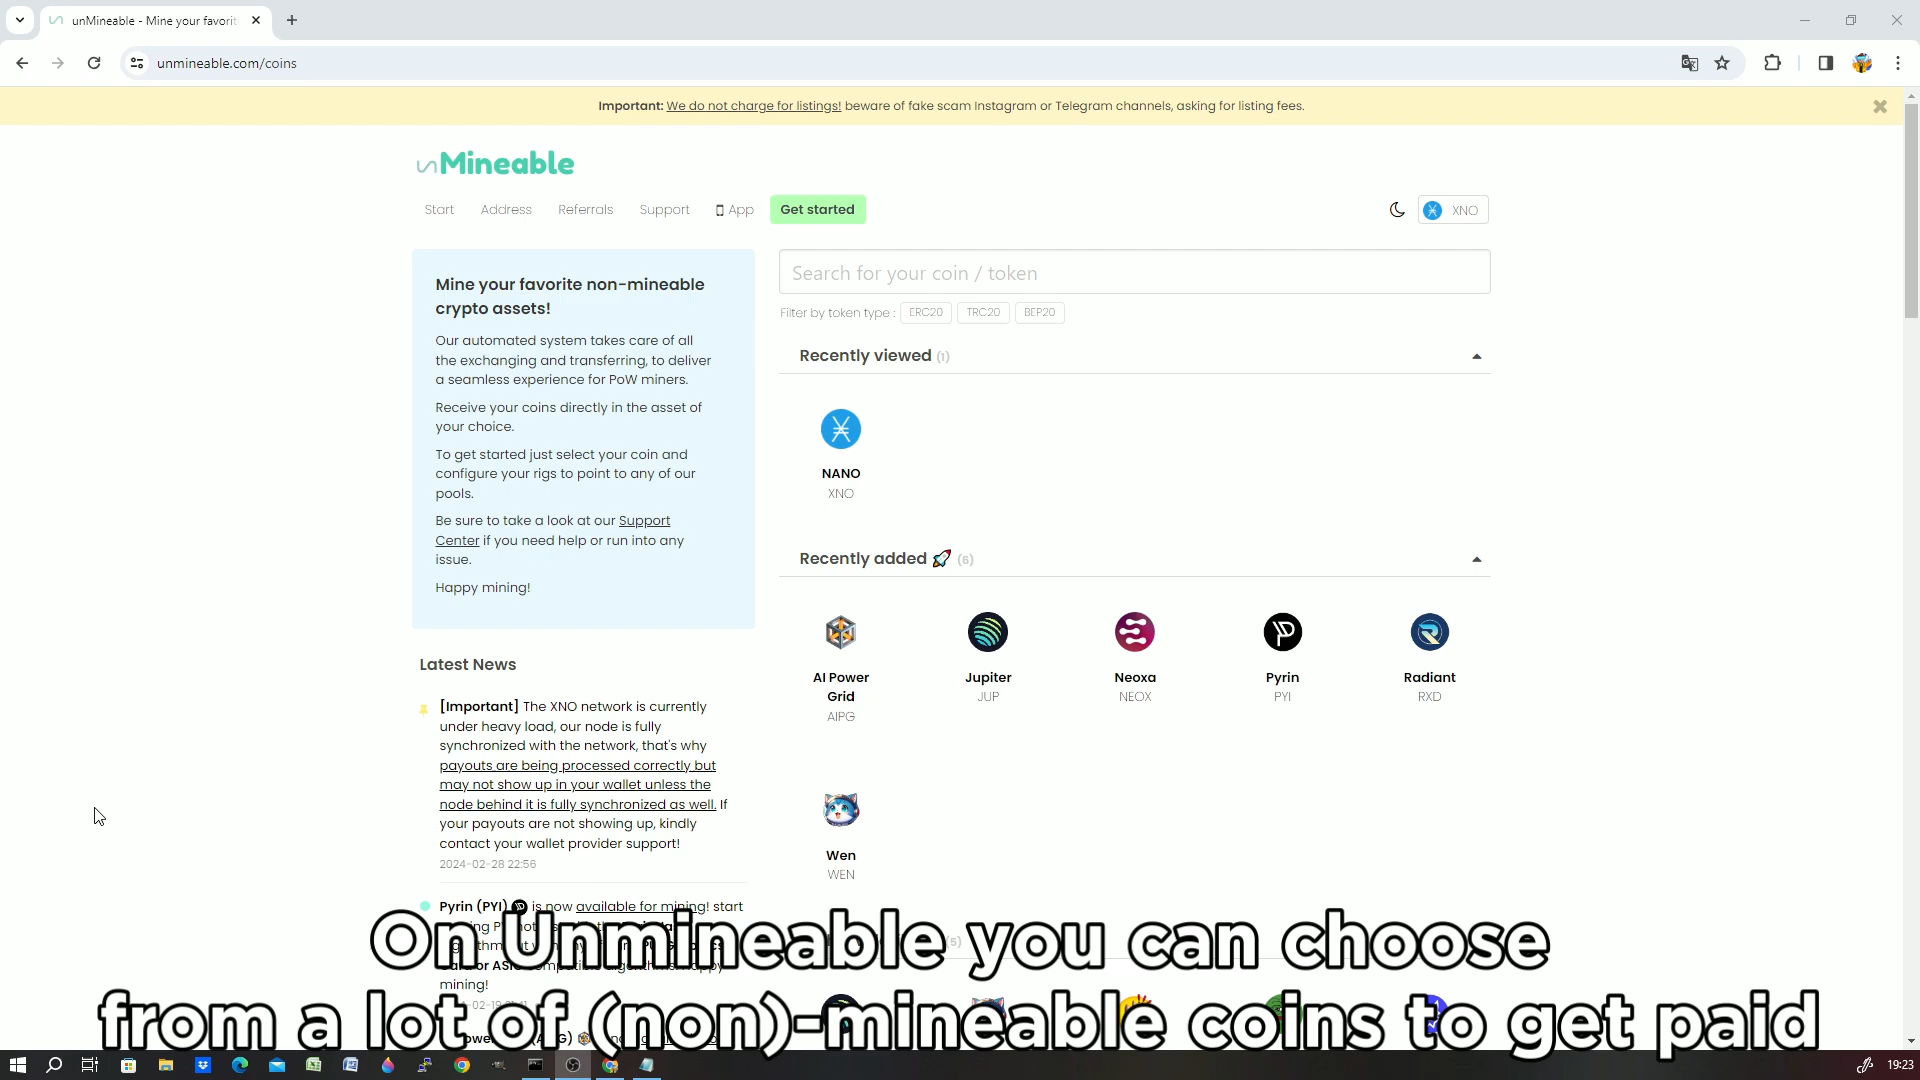 unMineable - Mine your favorit
unmineable.com/coins
Important: We do not charge for listings! beware of fake scam Instagram or Telegram channels, asking for listing fees.
unMineable
Start
Address
Referrals
Support
App
Get started
XNO
Mine your favorite non-mineable
crypto assets!
Our automated system takes care of all
the exchanging and transferring, to deliver
a seamless experience for PoW miners.
Receive your coins directly in the asset of
your choice.
To get started just select your coin and
configure your rigs to point to any of our
pools.
Be sure to take a look at our Support
Center if you need help or run into any
issue.
Happy mining!
Latest News
[Important] The XNO network is currently
under heavy load, our node is fully
synchronized with the network, that's why
payouts are being processed correctly but
may not show up in your wallet unless the
node behind it is fully synchronized as well. If
your payouts are not showing up, kindly
contact your wallet provider support!
2024-02-28 22:56
Pyrin (PYI) is now available for mining! start
mining!
Search for your coin / token
Filter by token type :
ERC20
TRC20
BEP20
Recently viewed (1)
NANO
XNO
Recently added 🚀 (6)
AI Power
Grid
AIPG
Jupiter
JUP
Neoxa
NEOX
Pyrin
PYI
Radiant
RXD
Wen
WEN
(5)
On Unmineable you can choose
from a lot of (non)-mineable coins to get paid
19:23